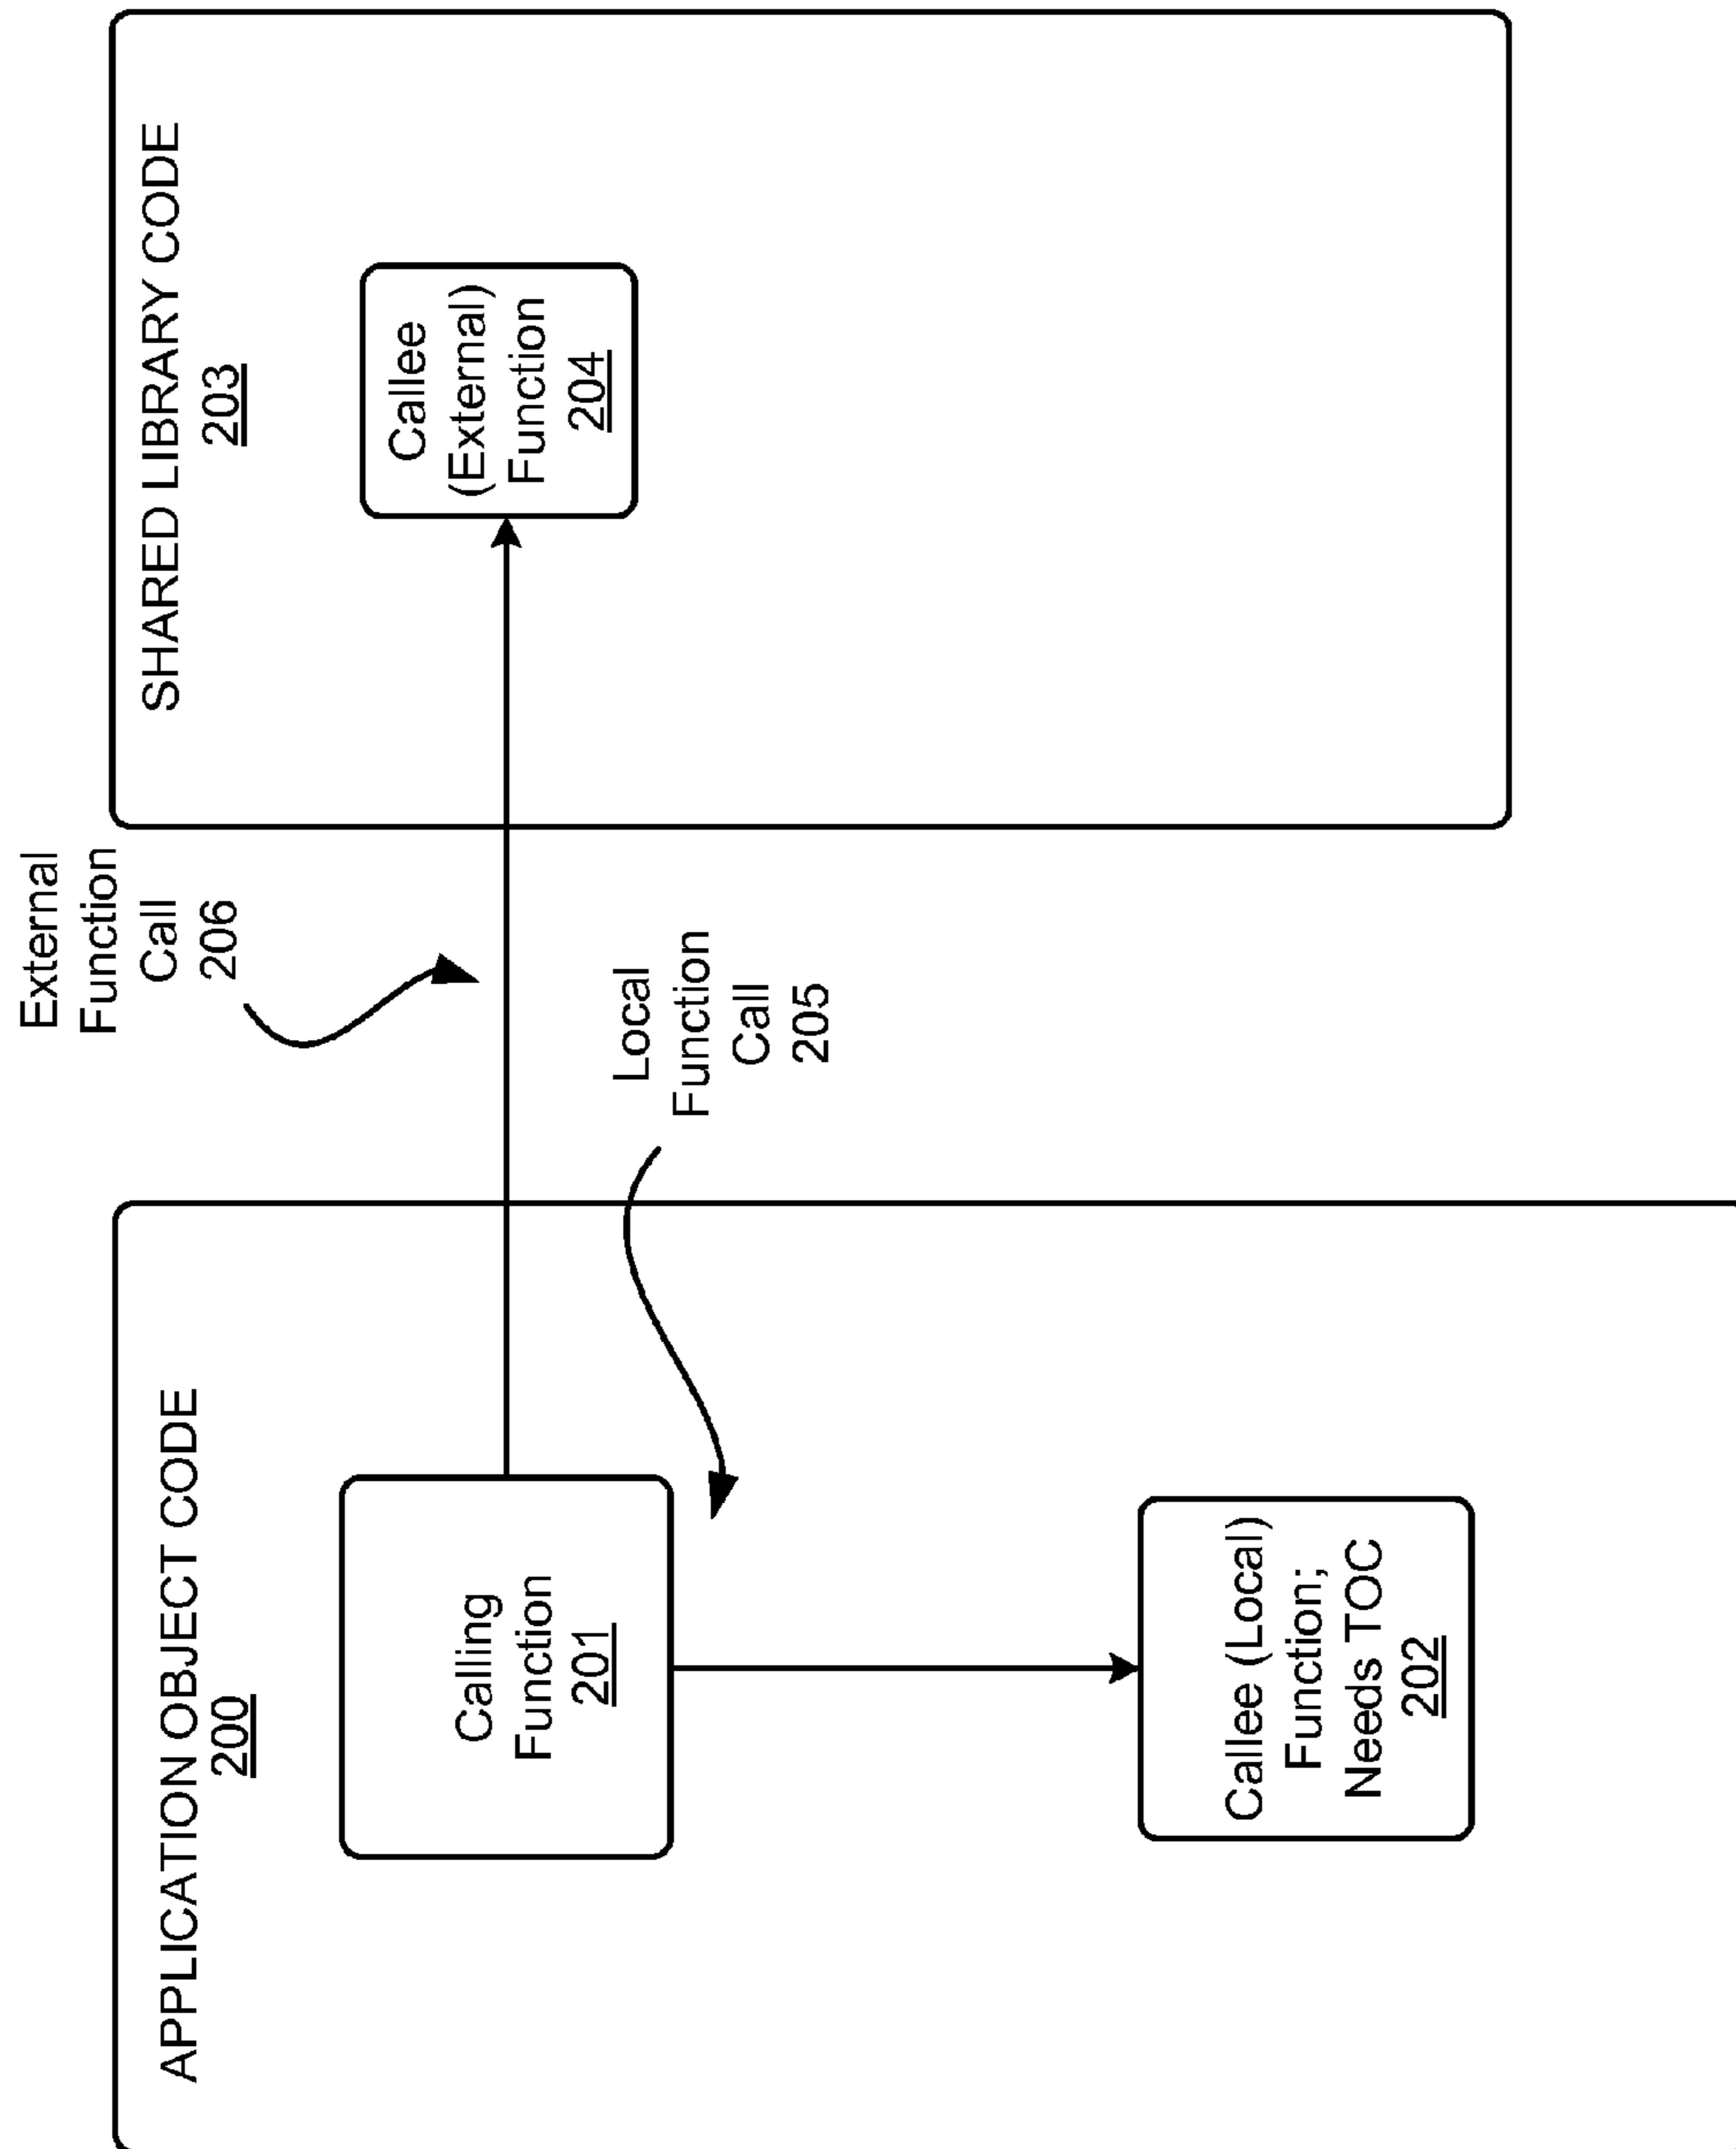 APPLICATION OBJECT CODE
200
Calling
Function
201
Callee (Local)
Function;
Needs TOC
202
External
Function
Call
206
Local
Function
Call
205
SHARED LIBRARY CODE
203
Callee
(External)
Function
204